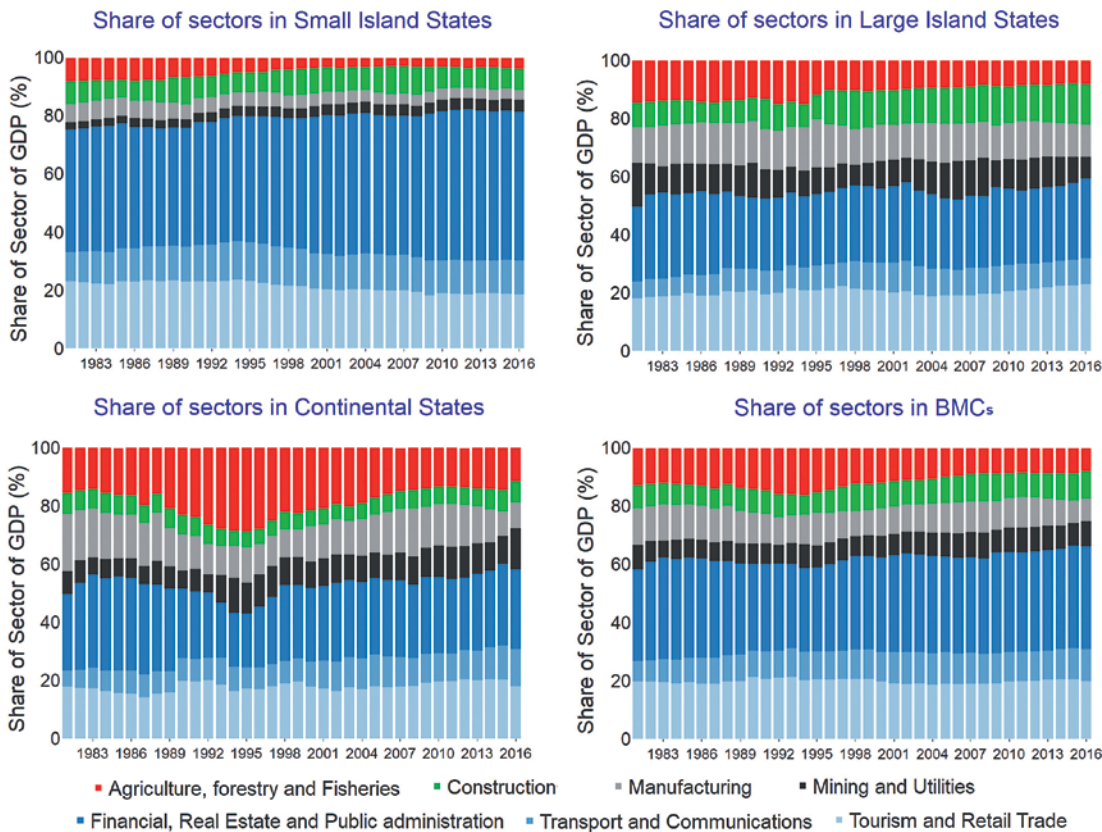 Share of sectors in Small Island States
Share of Sector of GDP (%)
100
80
60
40
20
0
1983 1986 1989 1992 1995 1998 2001 2004 2007 2010 2013 2016
Share of sectors in Large Island States
Share of Sector of GDP (%)
100
80
60
40
20
0
1983 1986 1989 1992 1995 1998 2001 2004 2007 2010 2013 2016
Share of sectors in Continental States
Share of Sector of GDP (%)
100
80
60
40
20
0
1983 1986 1989 1992 1995 1998 2001 2004 2007 2010 2013 2016
Share of sectors in BMCs
Share of Sector of GDP (%)
100
80
60
40
20
0
1983 1986 1989 1992 1995 1998 2001 2004 2007 2010 2013 2016
Agriculture, forestry and Fisheries Construction Manufacturing Mining and Utilities
Financial, Real Estate and Public administration Transport and Communications Tourism and Retail Trade